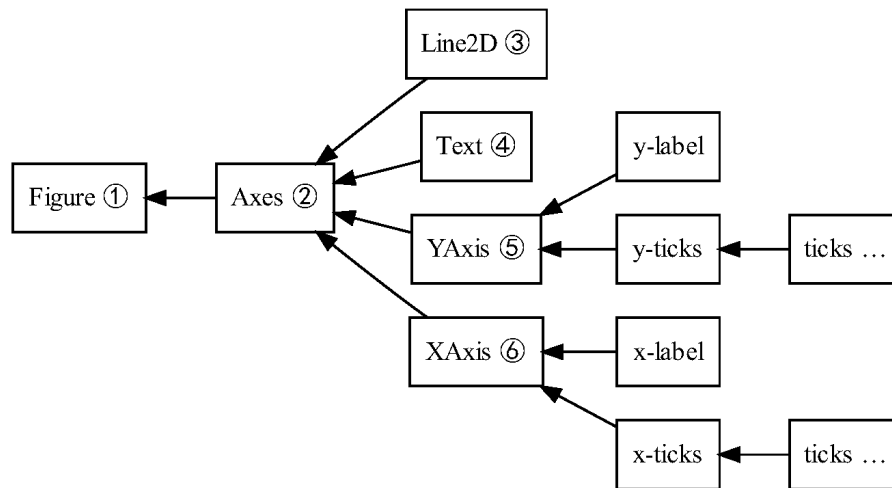 Line2D ③
Text ④
y-label
Figure ①
Axes ②
YAxis ⑤
y-ticks
ticks …
XAxis ⑥
x-label
x-ticks
ticks …